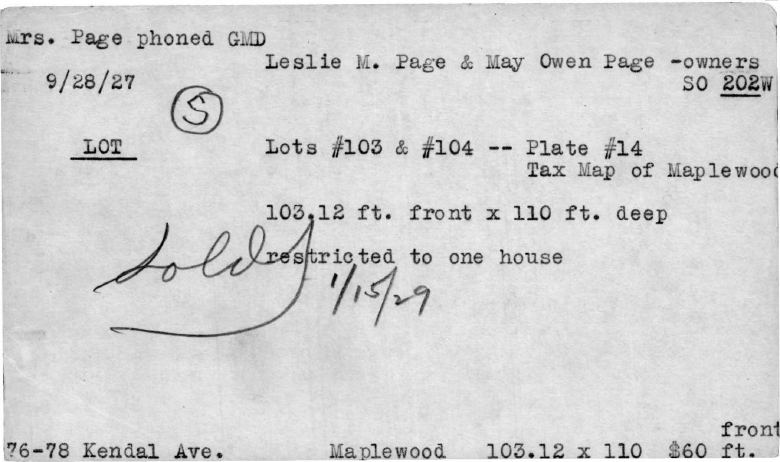 Mrs. Page phoned GMD
Leslie M. Page & May Owen Page -owners
9/28/27
SO 202W
S
LOT
Lots #103 & #104 -- Plate #14
Tax Map of Maplewood
103.12 ft. front x 110 ft. deep
restricted to one house
Sold
1/15/29
front
76-78 Kendal Ave. Maplewood 103.12 x 110 $60 ft.